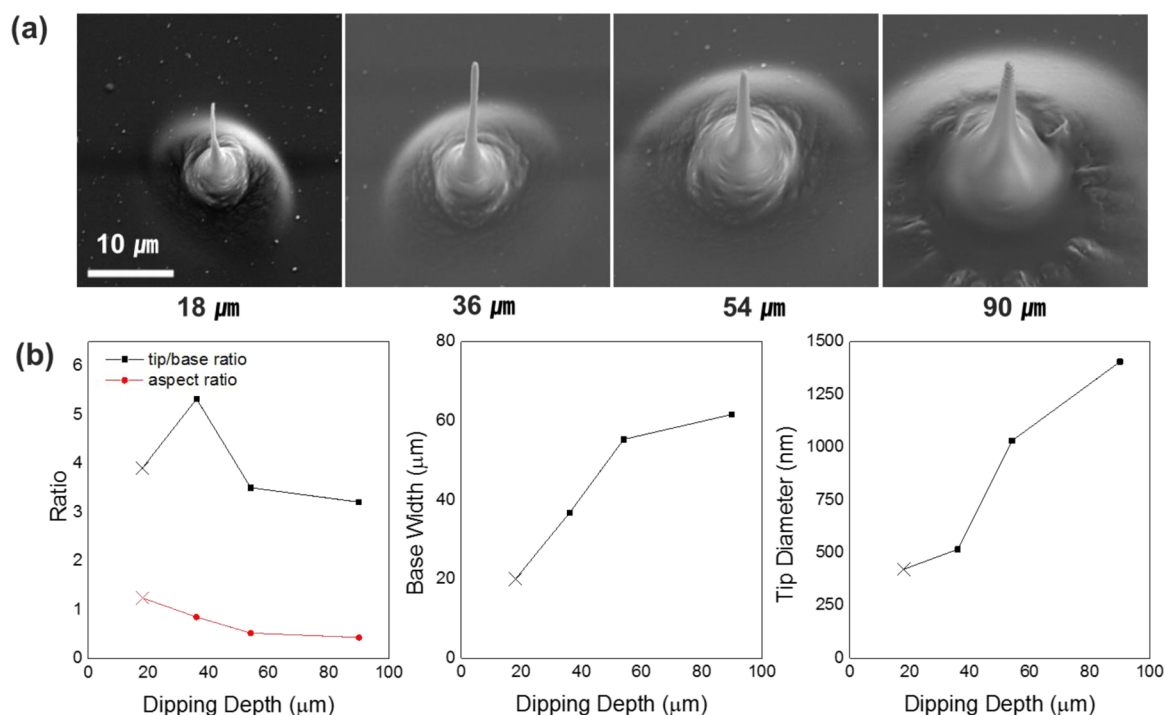 (a)
10 ㎛
18 ㎛
36 ㎛
54 ㎛
90 ㎛
(b)
tip/base ratio
aspect ratio
Ratio
6
5
4
3
2
1
0
0 20 40 60 80 100
Dipping Depth (μm)
Base Width (μm)
80
60
40
20
0
0 20 40 60 80 100
Dipping Depth (μm)
Tip Diameter (nm)
1500
1250
1000
750
500
250
0
0 20 40 60 80 100
Dipping Depth (μm)